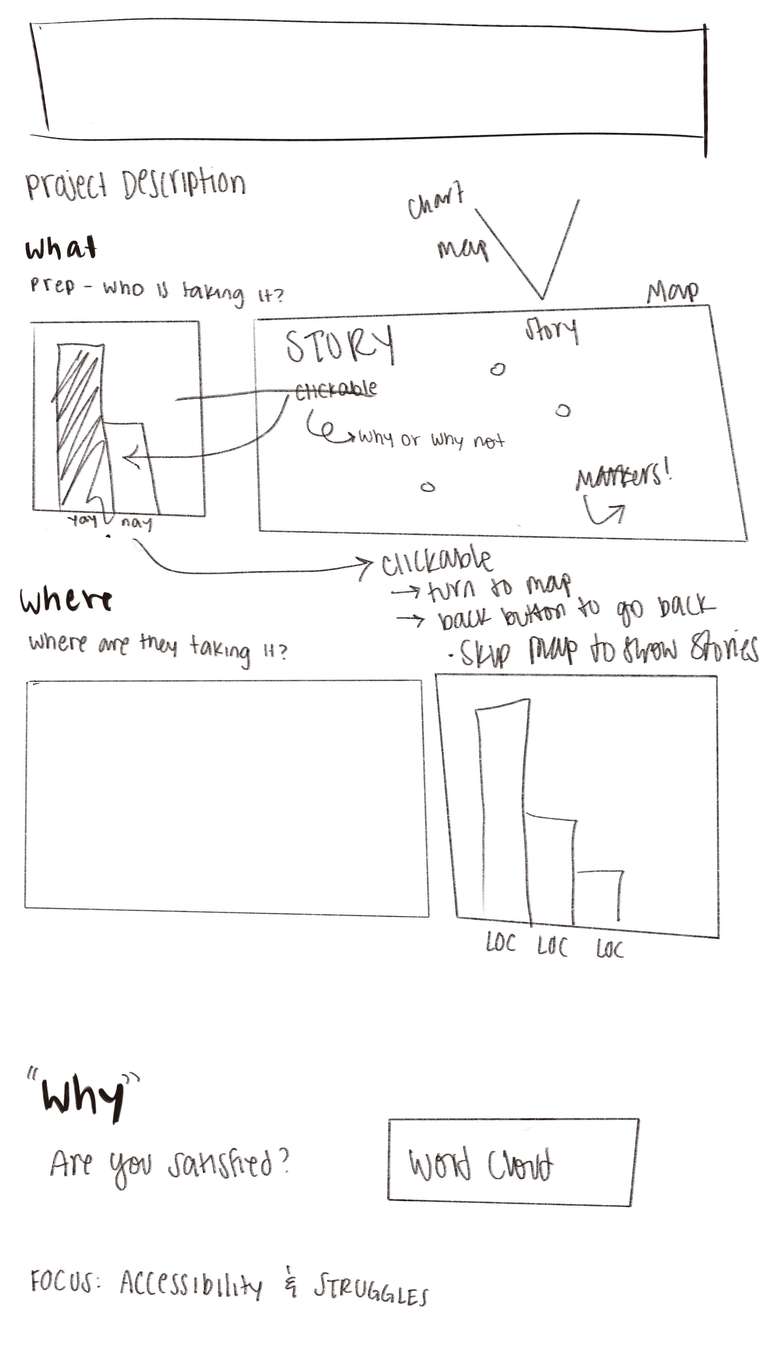 Project Description
chart
map
what
Prep - who is taking it?
Map
STORY
story
clickable
why or why not
Markers!
yay nay
clickable
→ turn to map
→ back button to go back
· Skip map to show stories
where
where are they taking it?
LOC LOC LOC
"why"
Are you satisfied?
Word Cloud
FOCUS: ACCESSIBILITY & STRUGGLES